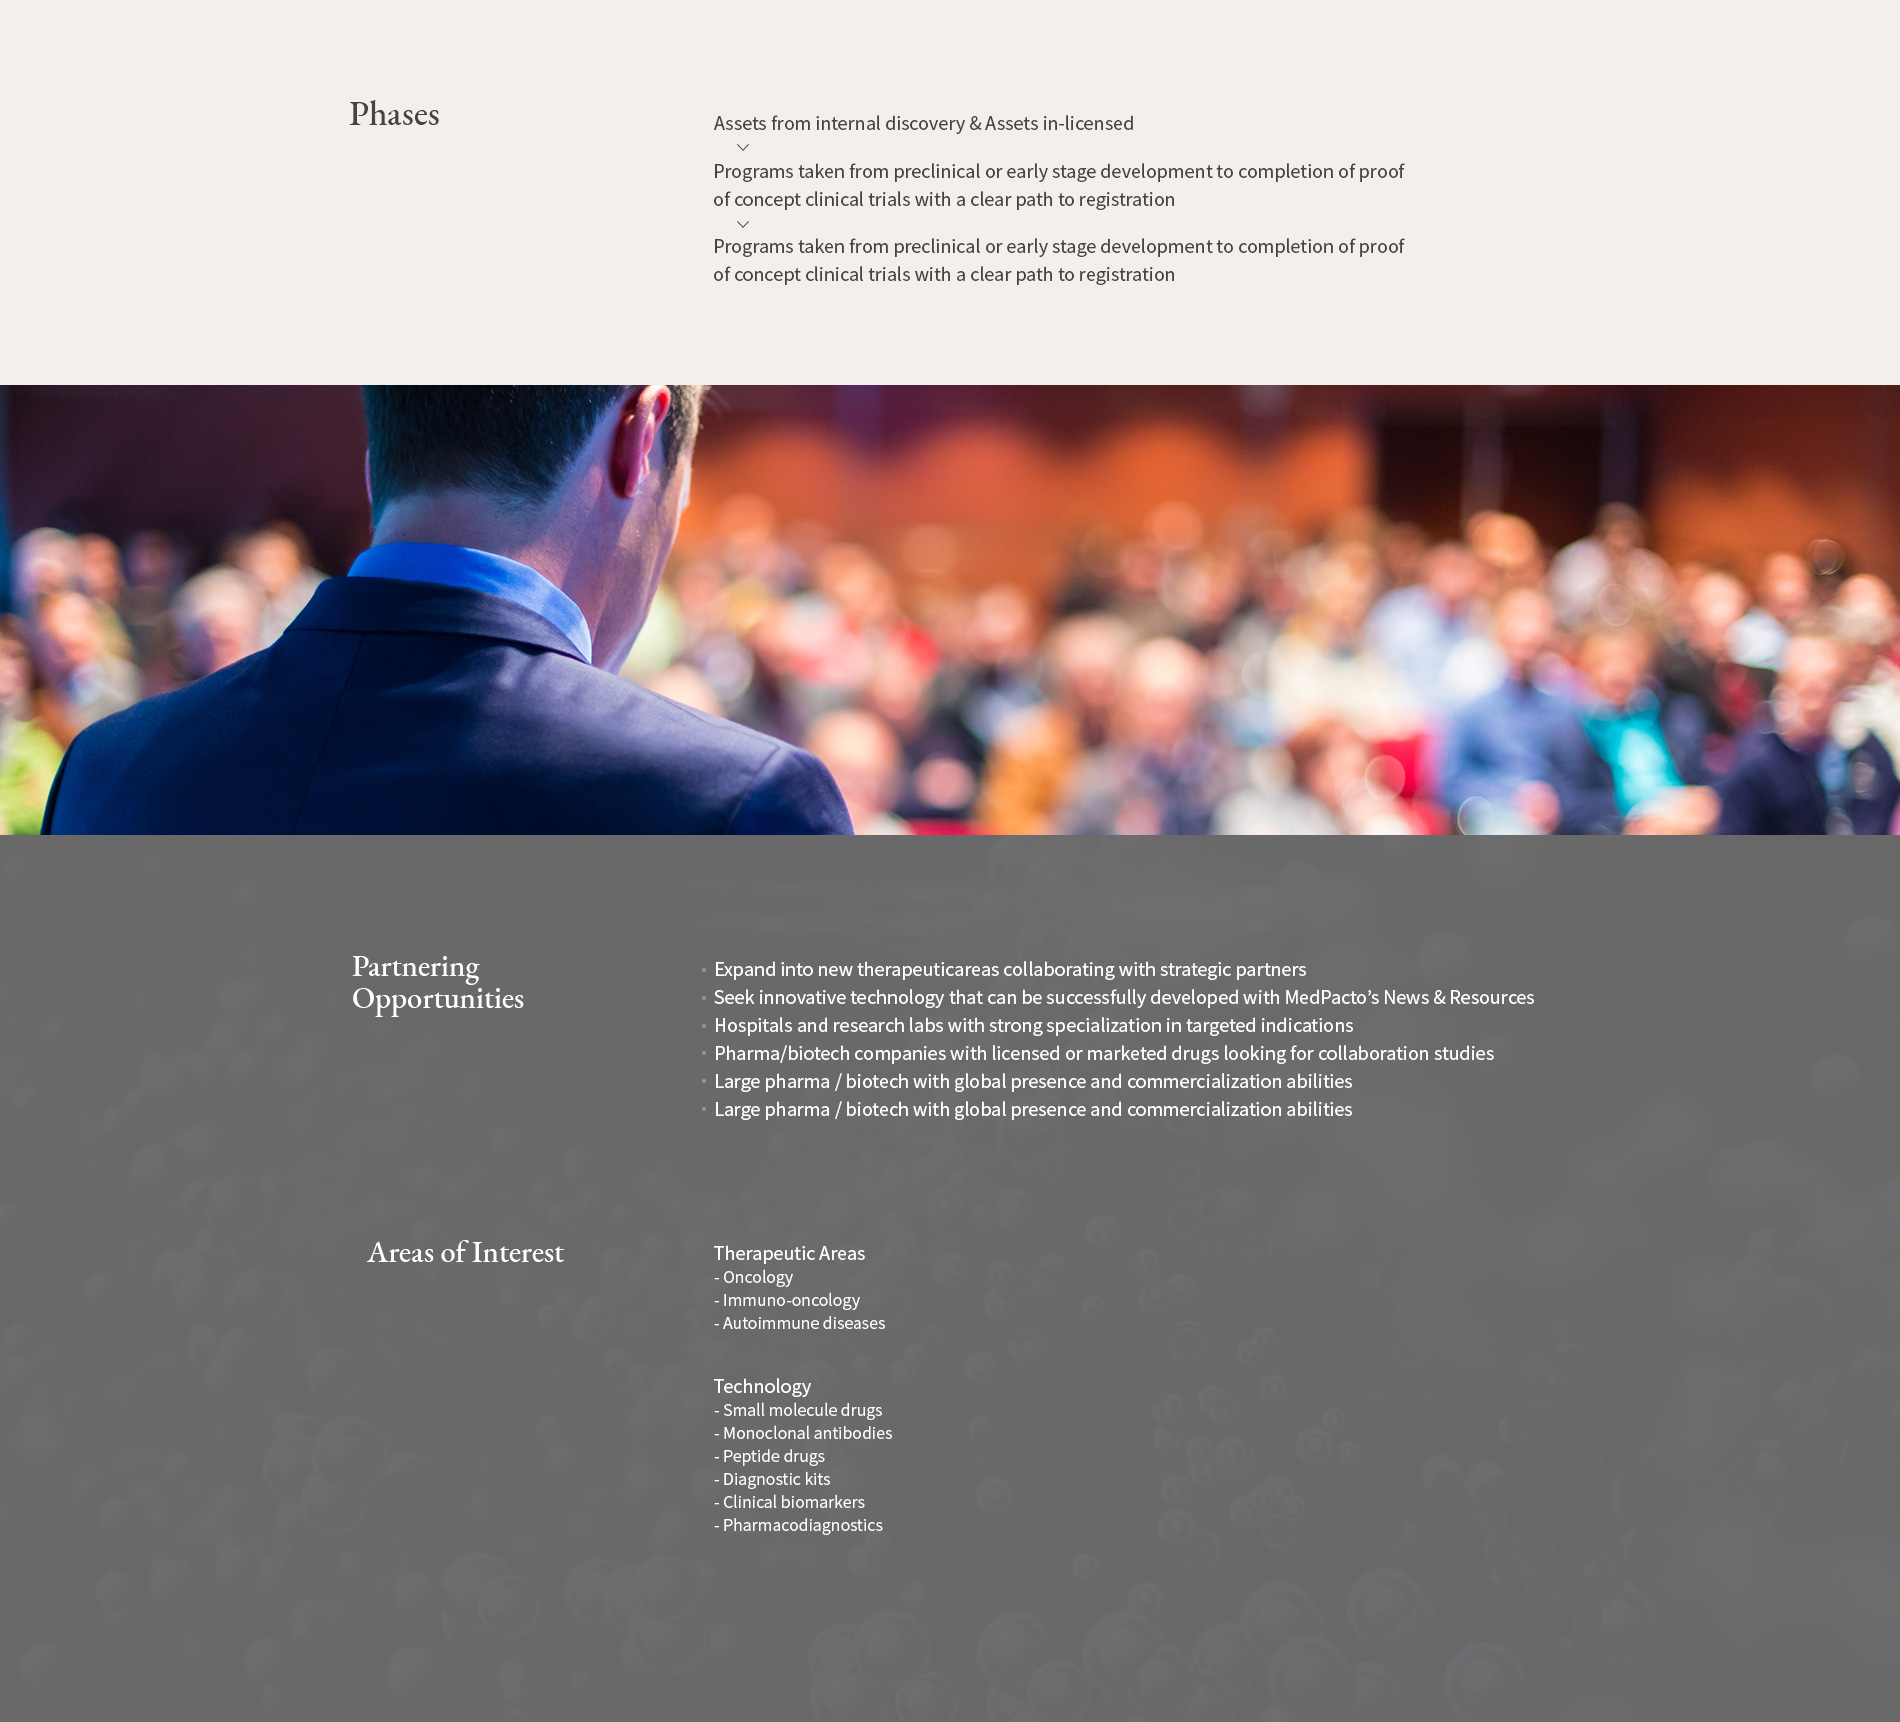 Phases
Assets from internal discovery & Assets in-licensed
Programs taken from preclinical or early stage development to completion of proof
of concept clinical trials with a clear path to registration
Programs taken from preclinical or early stage development to completion of proof
of concept clinical trials with a clear path to registration
Partnering
Opportunities
Expand into new therapeuticareas collaborating with strategic partners
Seek innovative technology that can be successfully developed with MedPacto’s News & Resources
Hospitals and research labs with strong specialization in targeted indications
Pharma/biotech companies with licensed or marketed drugs looking for collaboration studies
Large pharma / biotech with global presence and commercialization abilities
Large pharma / biotech with global presence and commercialization abilities
Areas of Interest
Therapeutic Areas
- Oncology
- Immuno-oncology
- Autoimmune diseases
Technology
- Small molecule drugs
- Monoclonal antibodies
- Peptide drugs
- Diagnostic kits
- Clinical biomarkers
- Pharmacodiagnostics